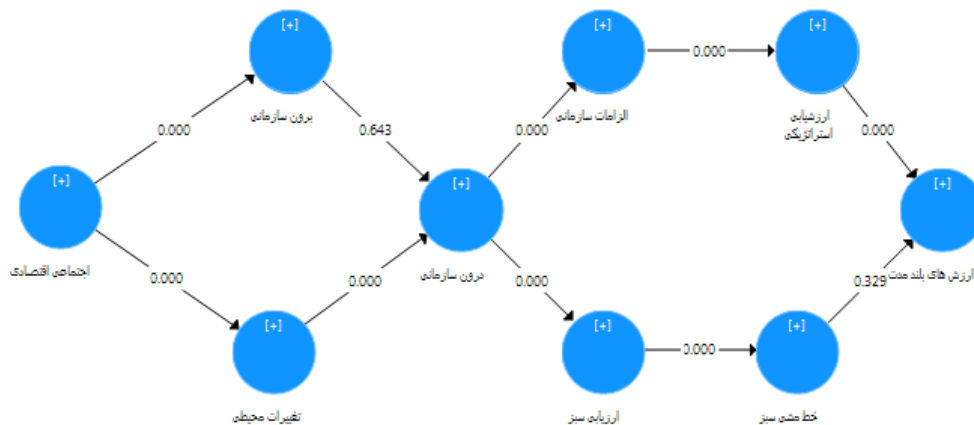 [+]
[+]
[+]
برون سازمانی
الزامات سازمانی
ارزشیابی
استراتژیکی
0.000
0.643
0.000
0.000
0.000
[+]
[+]
[+]
اجتماعی اقتصادی
درون سازمانی
ارزش های بلند مدت
0.000
0.000
0.000
0.000
0.329
[+]
[+]
[+]
تغییرات محیطی
ارزیابی سبز
خط مشی سبز